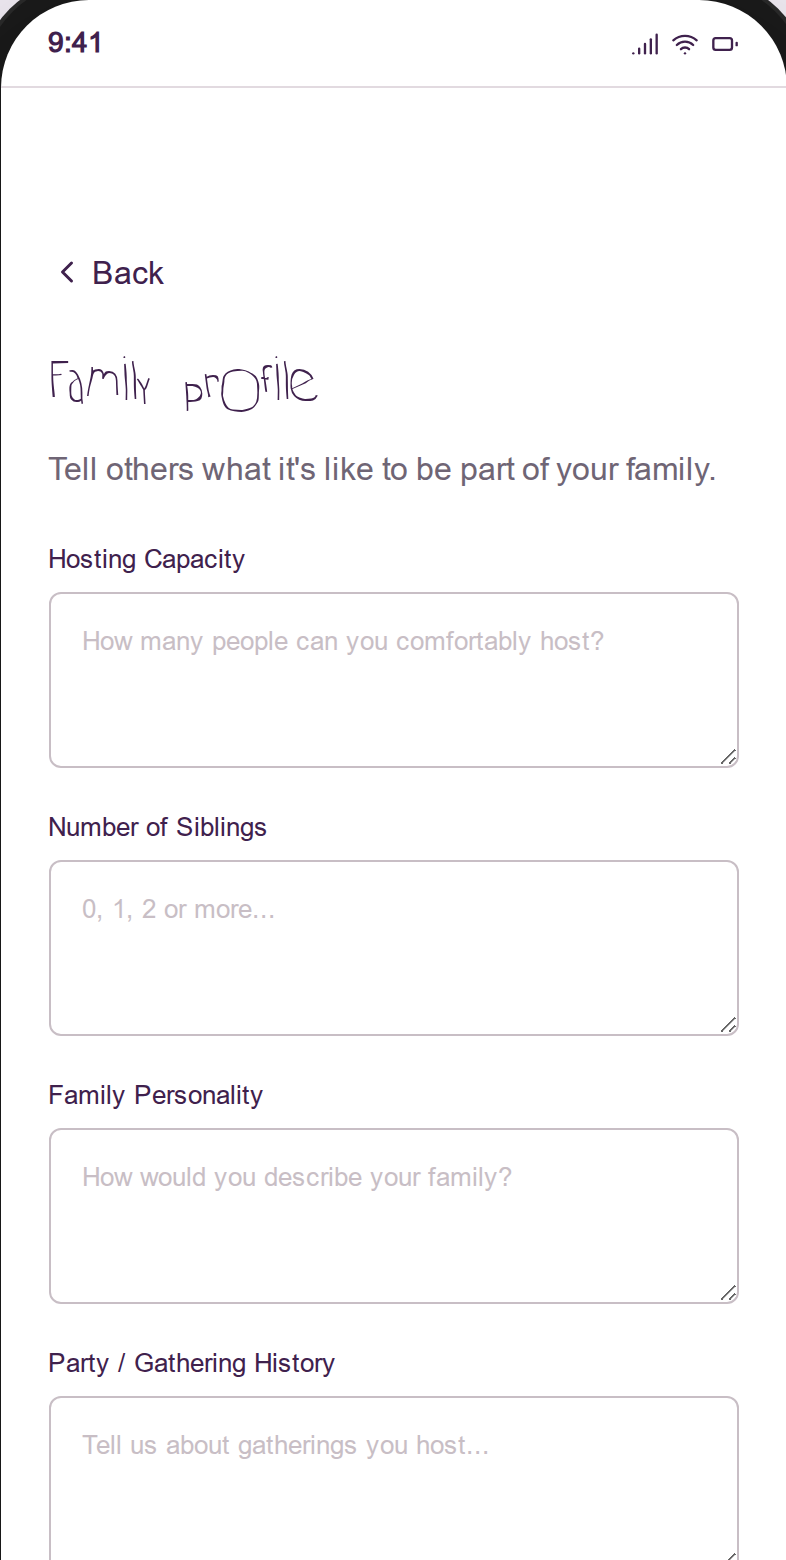 9:41
Back
Family profile
Tell others what it's like to be part of your family.
Hosting Capacity
How many people can you comfortably host?
Number of Siblings
0, 1, 2 or more...
Family Personality
How would you describe your family?
Party / Gathering History
Tell us about gatherings you host...